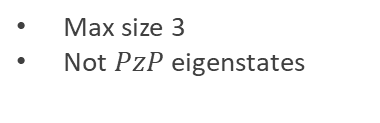 • Max size 3
• Not PzP eigenstates